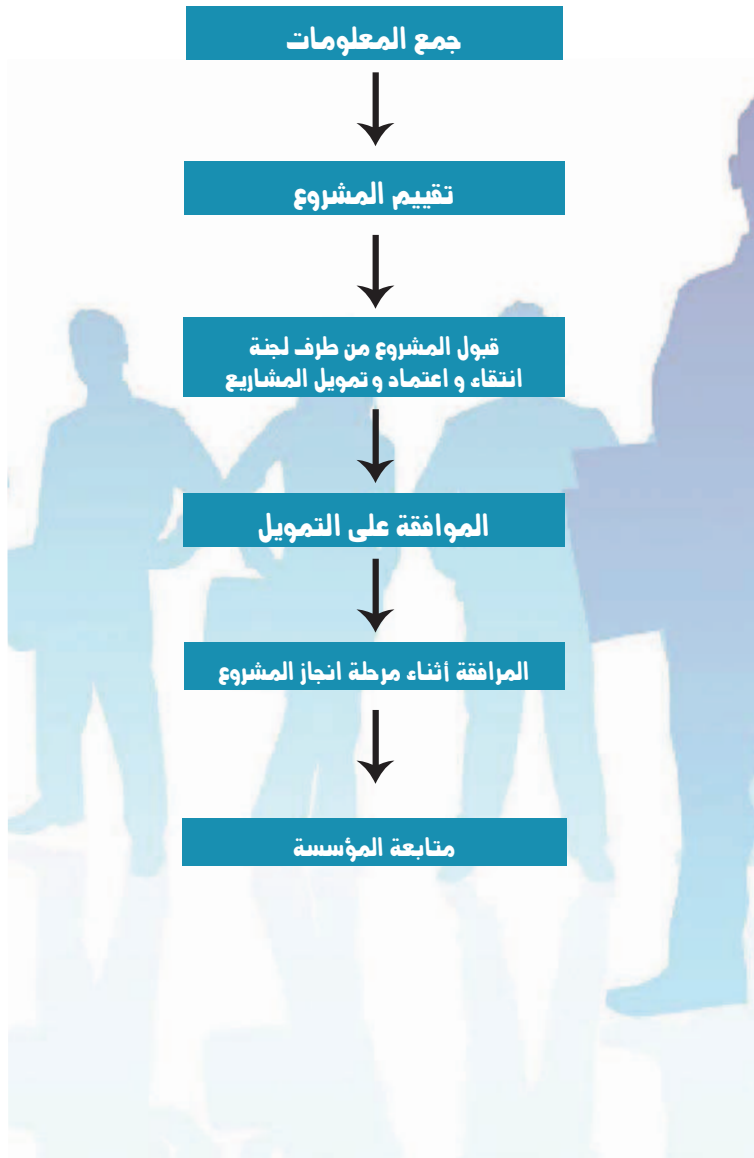 جمع المعلومات
تقييم المشروع
قبول المشروع من طرف لجنة
انتقاء و اعتماد و تمويل المشاريع
الموافقة على التمويل
المرافقة أثناء مرحلة انجاز المشروع
متابعة المؤسسة